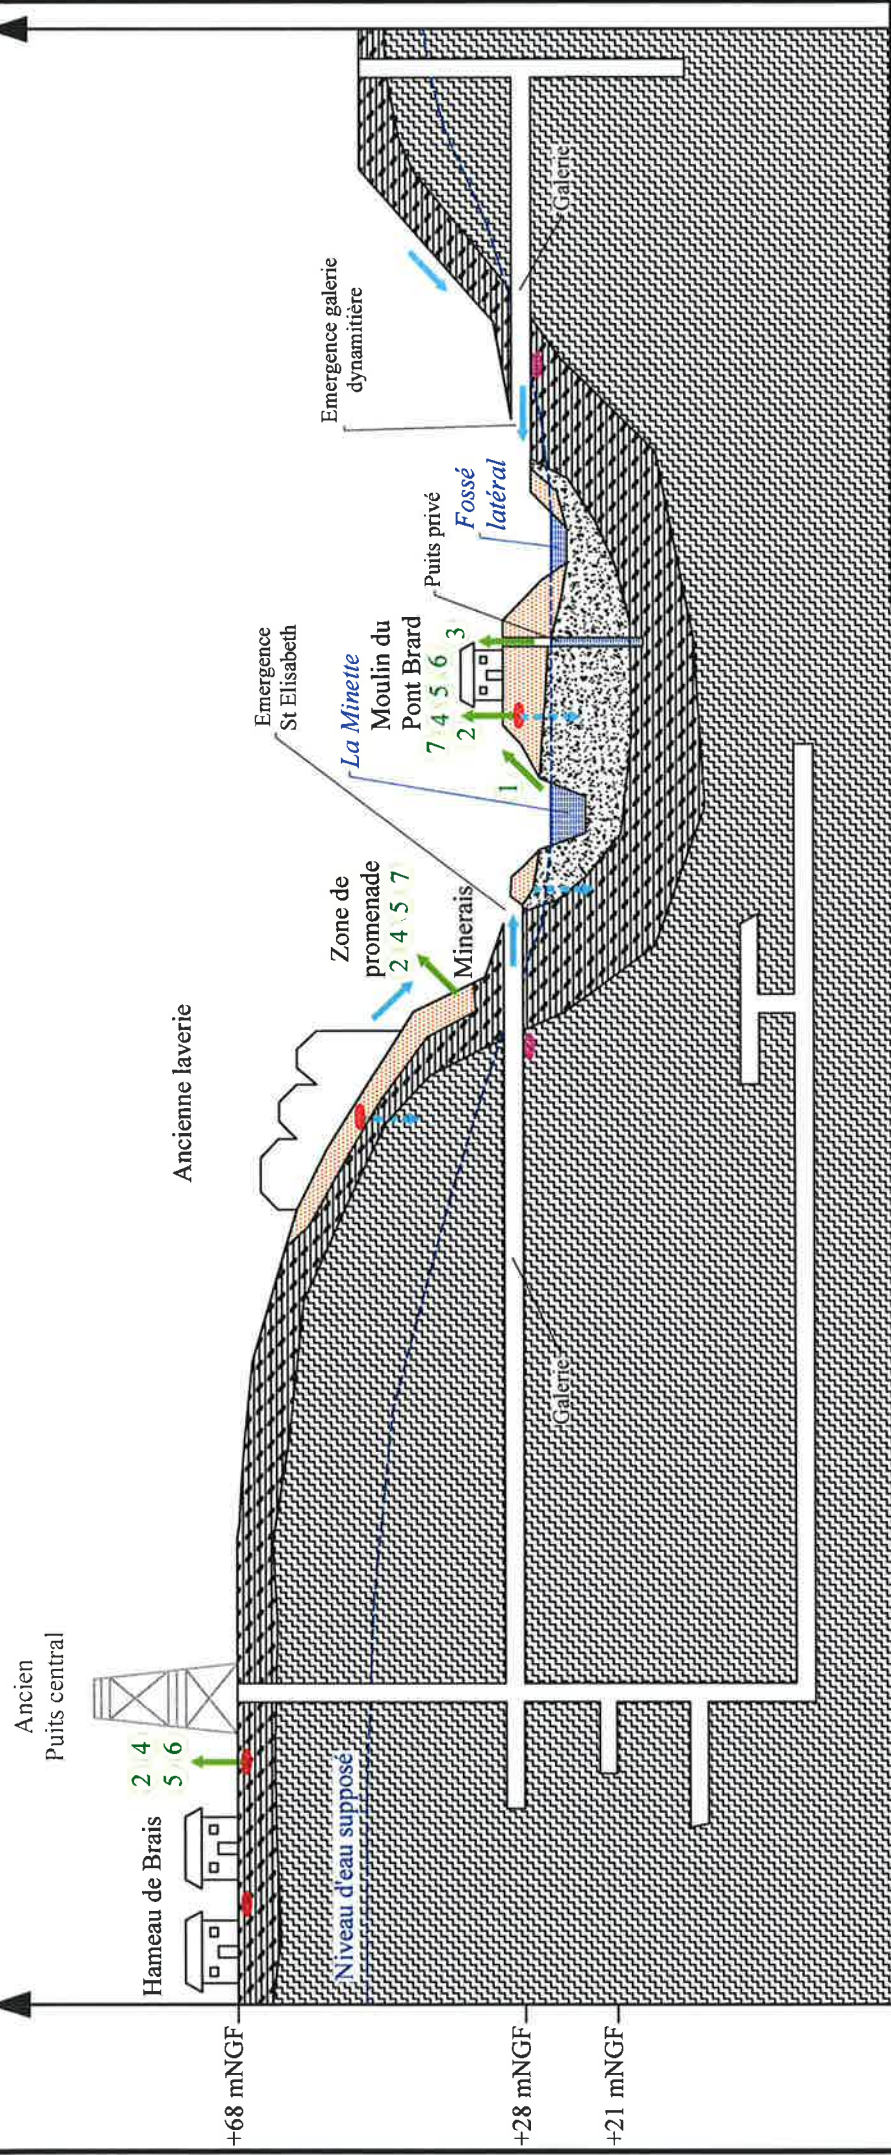 +68 mNGF
+28 mNGF
+21 mNGF
Hameau de Brais
2 4
5 6
Ancien
Puits central
Niveau d'eau supposé
Galerie
Ancienne laverie
Zone de
promenade
2 4 5 7
Minerais
Emergence
St Elisabeth
La Minette
1
Moulin du
Pont Brard
7 4 5 6
2
3
Puits privé
Fossé
latéral
Emergence galerie
dynamitière
Galerie